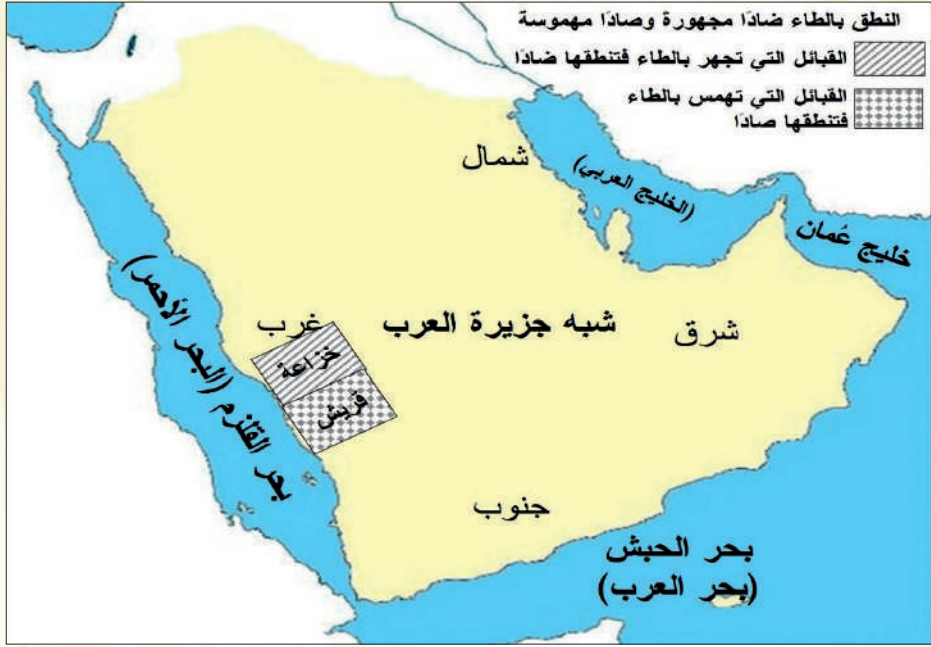 النطق بالطاء ضادًا مجهورة وصادًا مهموسة
القبائل التي تجهر بالطاء فتنطقها ضادًا
القبائل التي تهمس بالطاء
فتنطقها صادًا
شمال
(الخليج العربي)
خليج عُمان
شبه جزيرة العرب
شرق
غرب
خزاعة
قريش
بحر القلزم (البحر الأحمر)
جنوب
بحر الحبش
(بحر العرب)